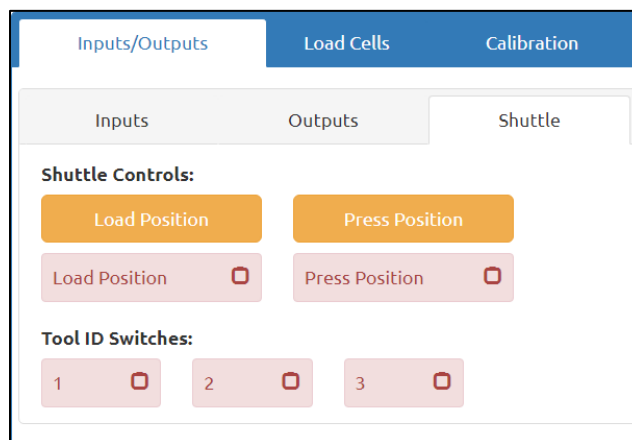 Inputs/Outputs Load Cells Calibration
Inputs Outputs Shuttle
Shuttle Controls:
Load Position Press Position
Load Position Press Position
Tool ID Switches:
1 2 3